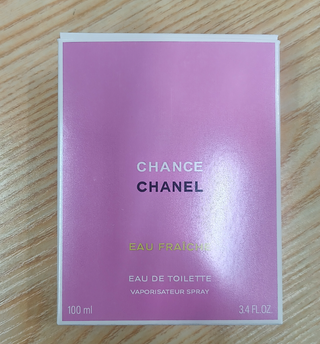 CHANCE
CHANEL
EAU FRAÎCHE
EAU DE TOILETTE
VAPORISATEUR SPRAY
100 ml
3.4 FL.OZ.